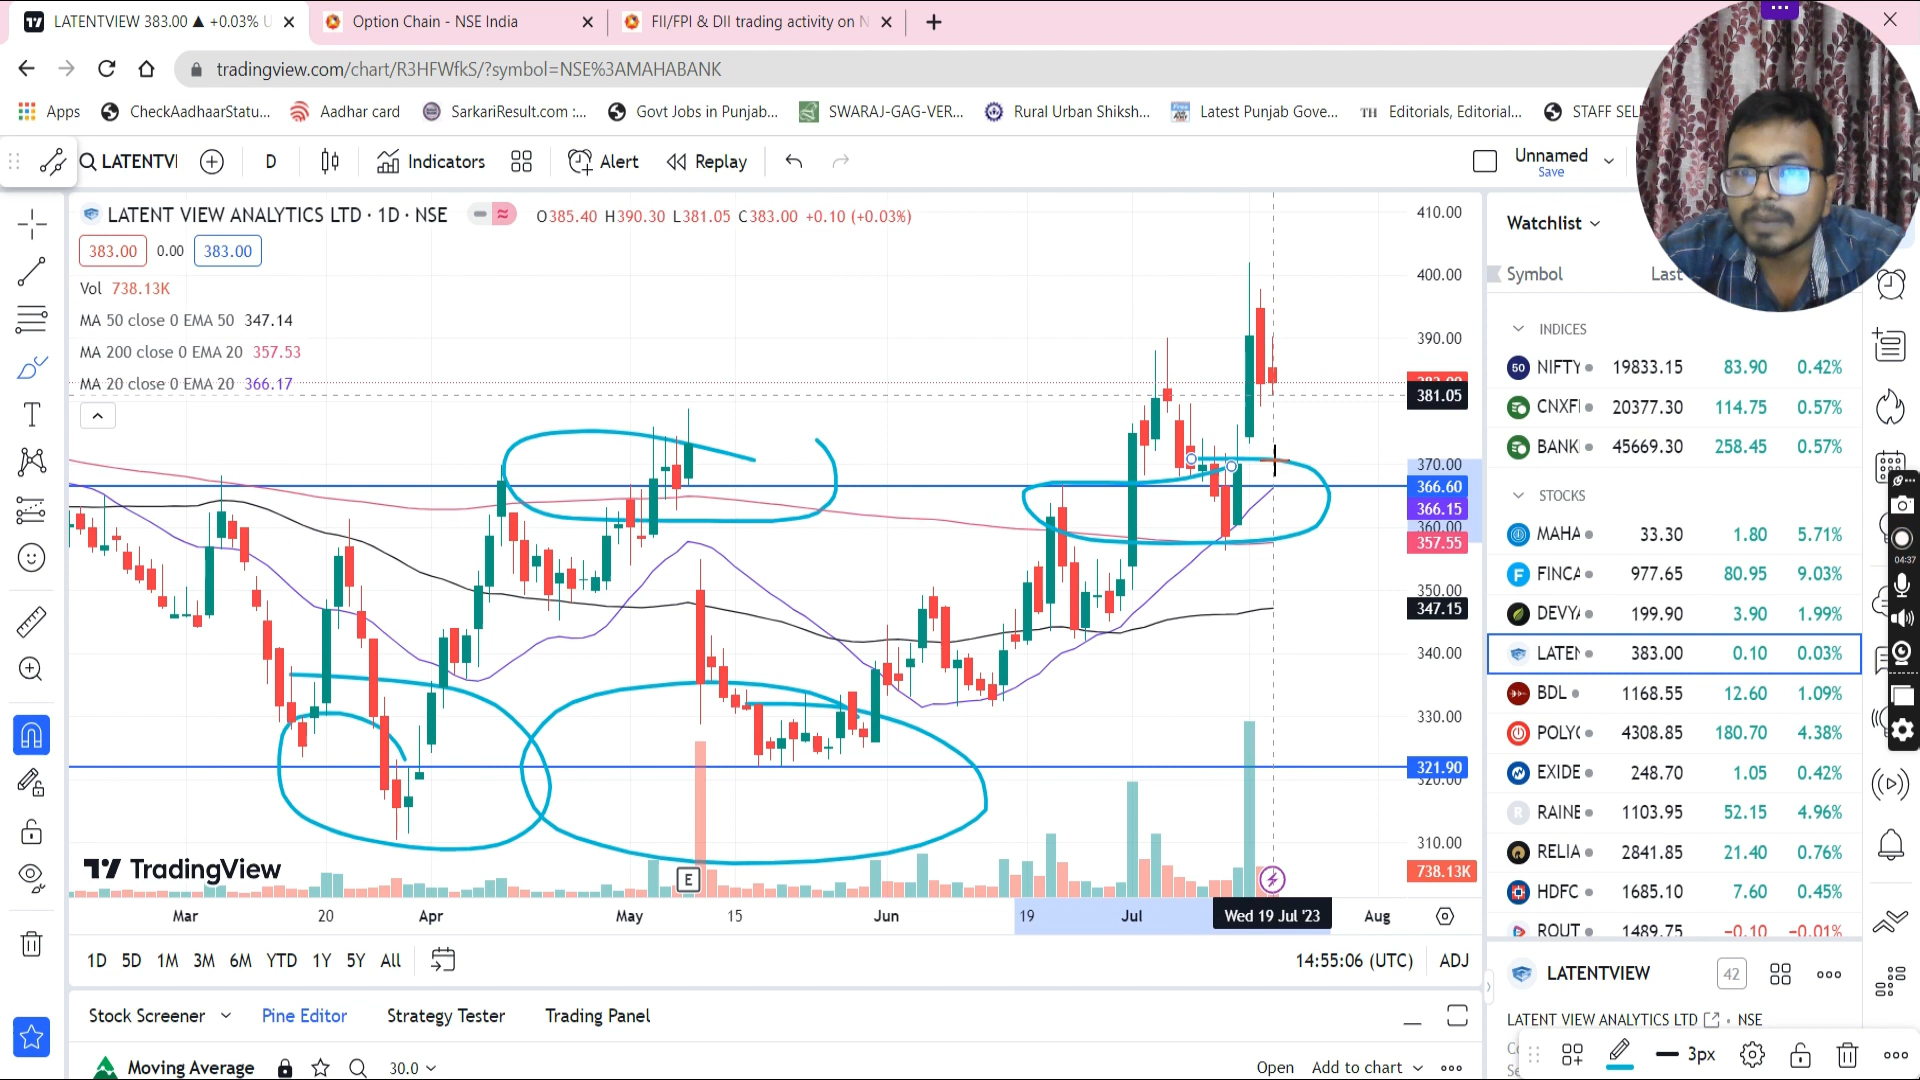 LATENTVIEW 383.00 ▲ +0.03% U
Option Chain - NSE India
FII/FPI & DII trading activity on N
tradingview.com/chart/R3HFWfkS/?symbol=NSE%3AMAHABANK
Apps CheckAadhaarStatu... Aadhar card SarkariResult.com :... Govt Jobs in Punjab... SWARAJ-GAG-VER... Rural Urban Shiksh... Latest Punjab Gove... TH Editorials, Editorial... STAFF SEL
LATENTVI D Indicators Alert Replay Unnamed
Save
LATENT VIEW ANALYTICS LTD · 1D · NSE O385.40 H390.30 L381.05 C383.00 +0.10 (+0.03%)
383.00 0.00 383.00
Vol 738.13K
MA 50 close 0 EMA 50 347.14
MA 200 close 0 EMA 20 357.53
MA 20 close 0 EMA 20 366.17
410.00
400.00
390.00
381.05
370.00
366.60
366.15
360.00
357.55
350.00
347.15
340.00
330.00
321.90
320.00
310.00
738.13K
TradingView
E
Mar 20 Apr May 15 Jun 19 Jul Wed 19 Jul '23 Aug
1D 5D 1M 3M 6M YTD 1Y 5Y All 14:55:06 (UTC) ADJ
Stock Screener Pine Editor Strategy Tester Trading Panel
Moving Average 30.0 Open Add to chart
Watchlist
Symbol Last
INDICES
50 NIFTY 19833.15 83.90 0.42%
CNXFI 20377.30 114.75 0.57%
BANK 45669.30 258.45 0.57%
STOCKS
MAHA 33.30 1.80 5.71%
FINCA 977.65 80.95 9.03%
DEVYA 199.90 3.90 1.99%
LATEN 383.00 0.10 0.03%
BDL 1168.55 12.60 1.09%
POLYC 4308.85 180.70 4.38%
EXIDE 248.70 1.05 0.42%
R RAINE 1103.95 52.15 4.96%
RELIA 2841.85 21.40 0.76%
HDFC 1685.10 7.60 0.45%
ROUT 1489.75 −0.10 −0.01%
LATENTVIEW 42
LATENT VIEW ANALYTICS LTD · NSE
3px
04:37